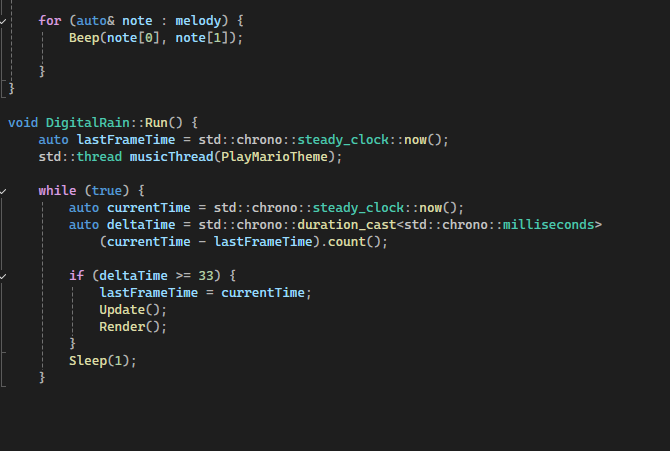 for (auto& note : melody) {
Beep(note[0], note[1]);
}
}
void DigitalRain::Run() {
auto lastFrameTime = std::chrono::steady_clock::now();
std::thread musicThread(PlayMarioTheme);
while (true) {
auto currentTime = std::chrono::steady_clock::now();
auto deltaTime = std::chrono::duration_cast<std::chrono::milliseconds>
(currentTime - lastFrameTime).count();
if (deltaTime >= 33) {
lastFrameTime = currentTime;
Update();
Render();
}
Sleep(1);
}